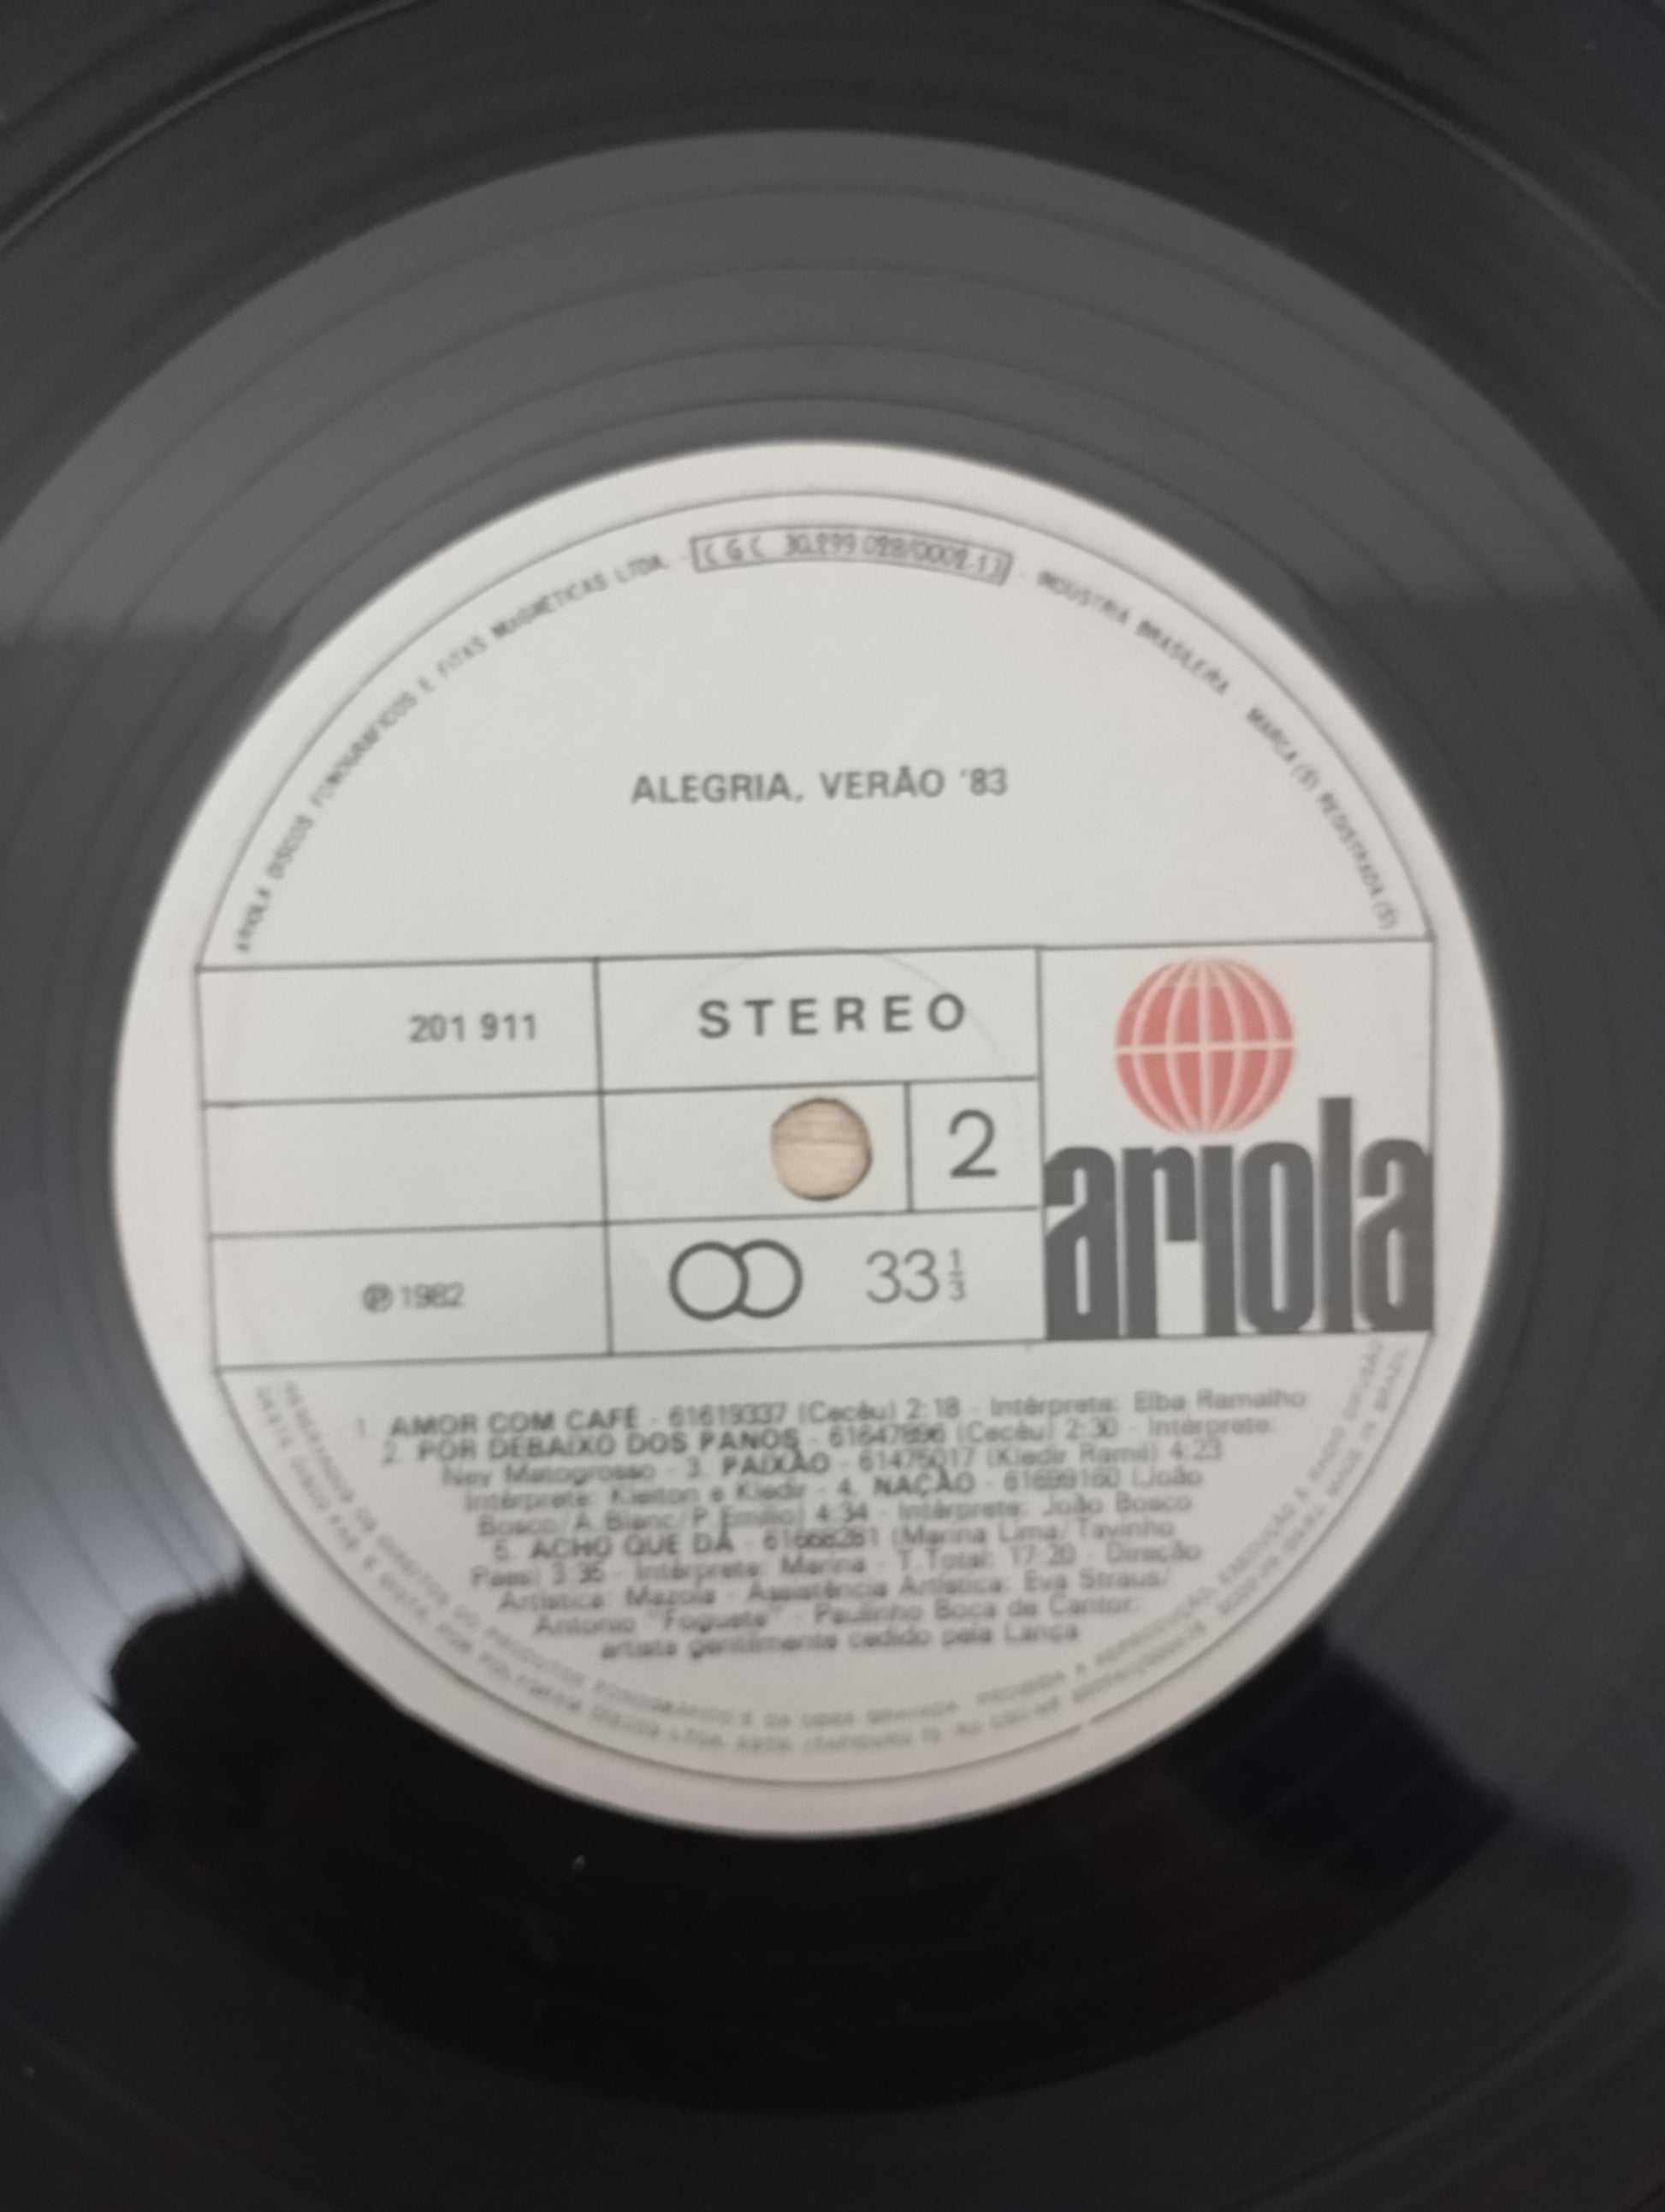 ARIOLA DISCOS FONOGRÁFICOS E FITAS MAGNÉTICAS LTDA. - C G C 30.299.028/0002-13 - INDÚSTRIA BRASILEIRA - MARCA (S) REGISTRADA (S)
ALEGRIA, VERÃO '83
201 911
STEREO
2
ariola
℗ 1982
33 1/3
1. AMOR COM CAFÉ - 61619337 (Cecéu) 2:18 - Intérprete: Elba Ramalho
2. POR DEBAIXO DOS PANOS - (Cecéu) 2:30 - Intérprete:
Ney Matogrosso - 3. PAIXÃO - 61475017 (Kledir Ramil) 4:23
Intérprete: Kleiton e Kledir - 4. NAÇÃO - (João
Bosco/A. Blanc/P. Emílio) 4:34 - Intérprete: João Bosco
5. ACHO QUE DÁ - (Marina Lima/Tavinho
Paes) 3:35 - Intérprete: Marina - T. Total: 17:20 - Direção
Artística: Mazola - Assistência Artística: Eva Straus/
Antonio "Foguete" - Paulinho Boca de Cantor:
artista gentilmente cedido pela Lança